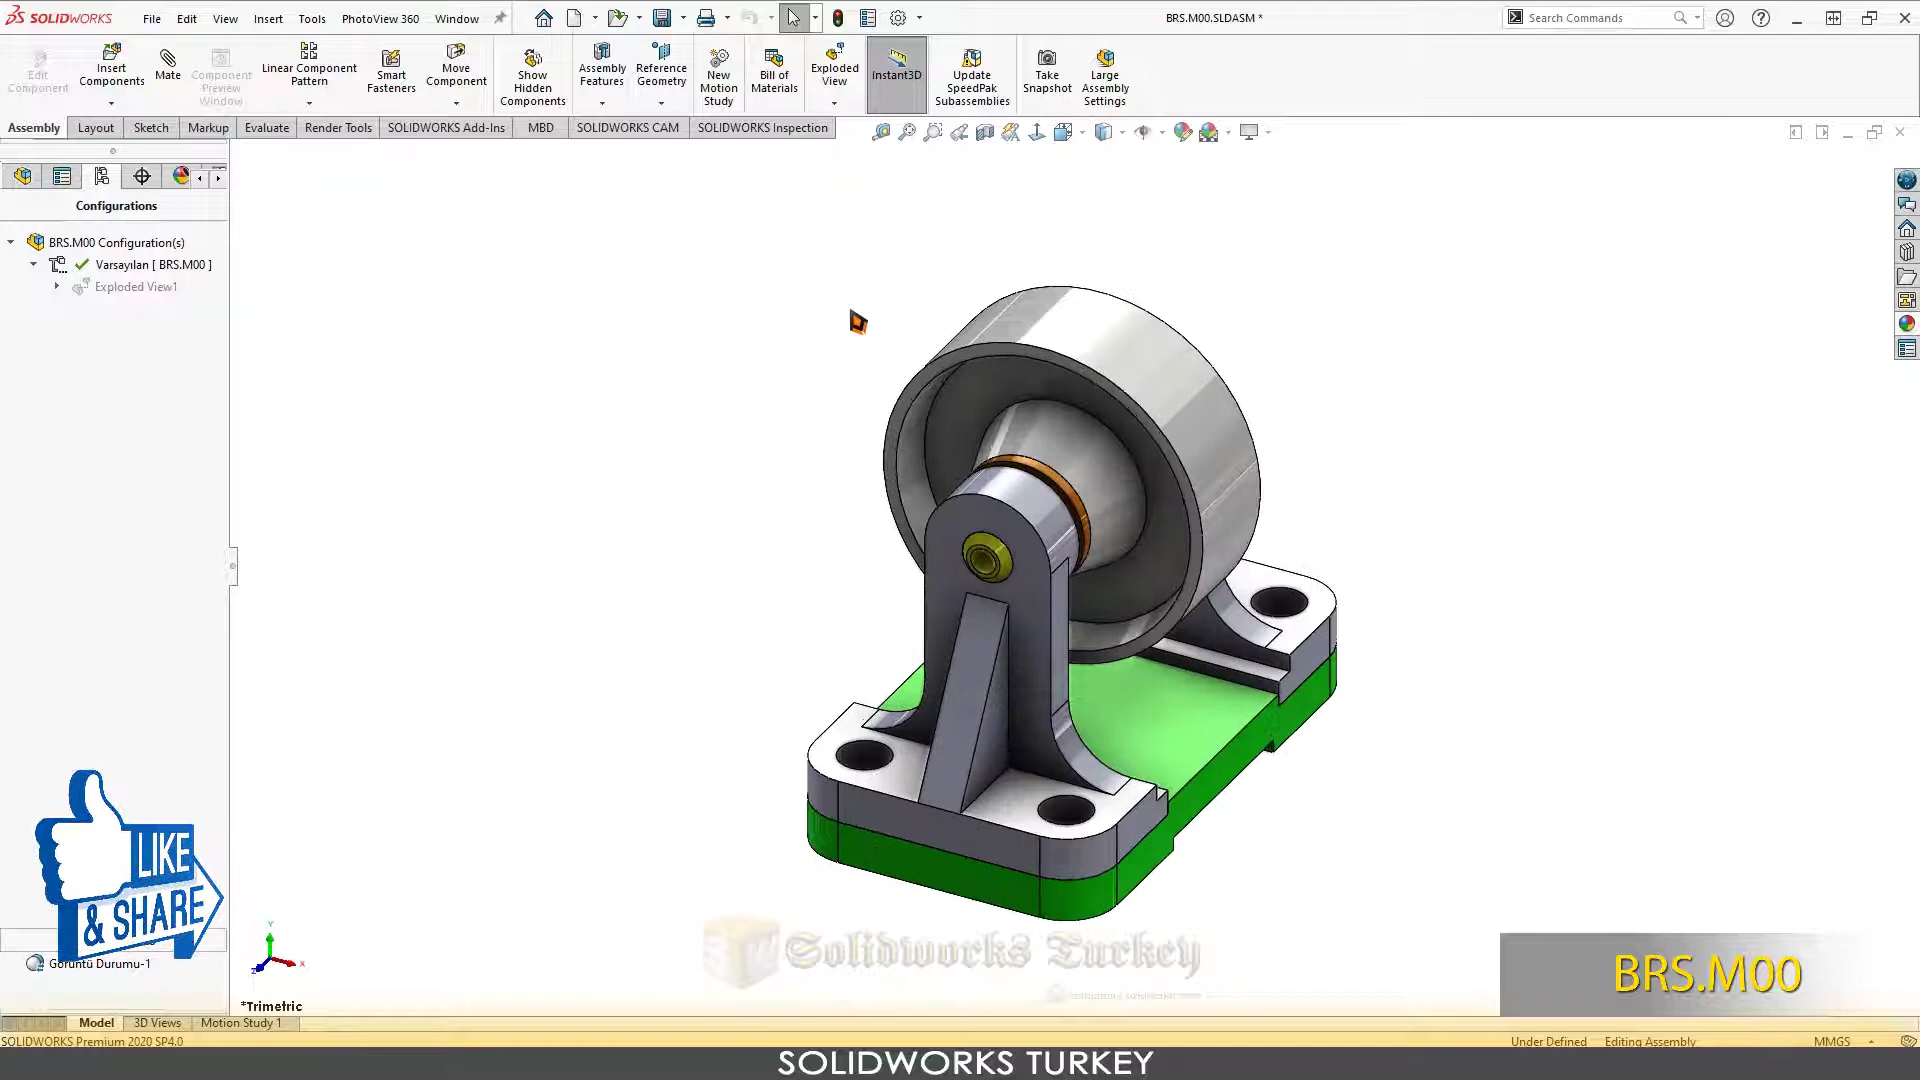 SOLIDWORKS
File Edit View Insert Tools PhotoView 360 Window
BRS.M00.SLDASM *
Search Commands
Edit Component
Insert Components
Mate
Component Preview Window
Linear Component Pattern
Smart Fasteners
Move Component
Show Hidden Components
Assembly Features
Reference Geometry
New Motion Study
Bill of Materials
Exploded View
Instant3D
Update SpeedPak Subassemblies
Take Snapshot
Large Assembly Settings
Assembly Layout Sketch Markup Evaluate Render Tools SOLIDWORKS Add-Ins MBD SOLIDWORKS CAM SOLIDWORKS Inspection
Configurations
BRS.M00 Configuration(s)
Varsayılan [ BRS.M00 ]
Exploded View1
LIKE
& SHARE
Görüntü Durumu-1
Y
X
Z
*Trimetric
Solidworks Turkey
BRS.M00
Model 3D Views Motion Study 1
SOLIDWORKS Premium 2020 SP4.0
Under Defined Editing Assembly MMGS
SOLIDWORKS TURKEY